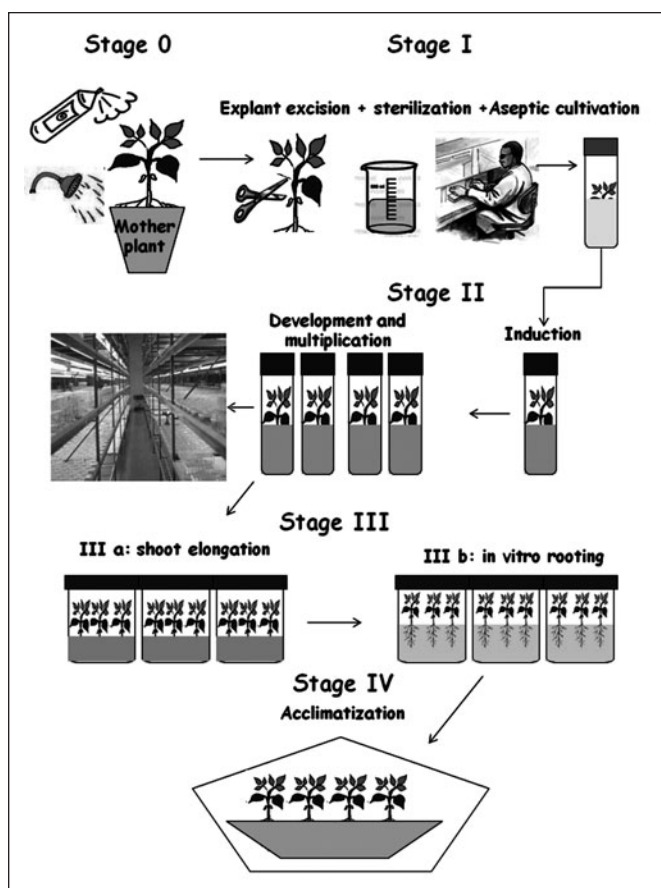 Stage 0
Stage I
Explant excision + sterilization +Aseptic cultivation
Mother
plant
Stage II
Development and
multiplication
Induction
Stage III
III a: shoot elongation
III b: in vitro rooting
Stage IV
Acclimatization